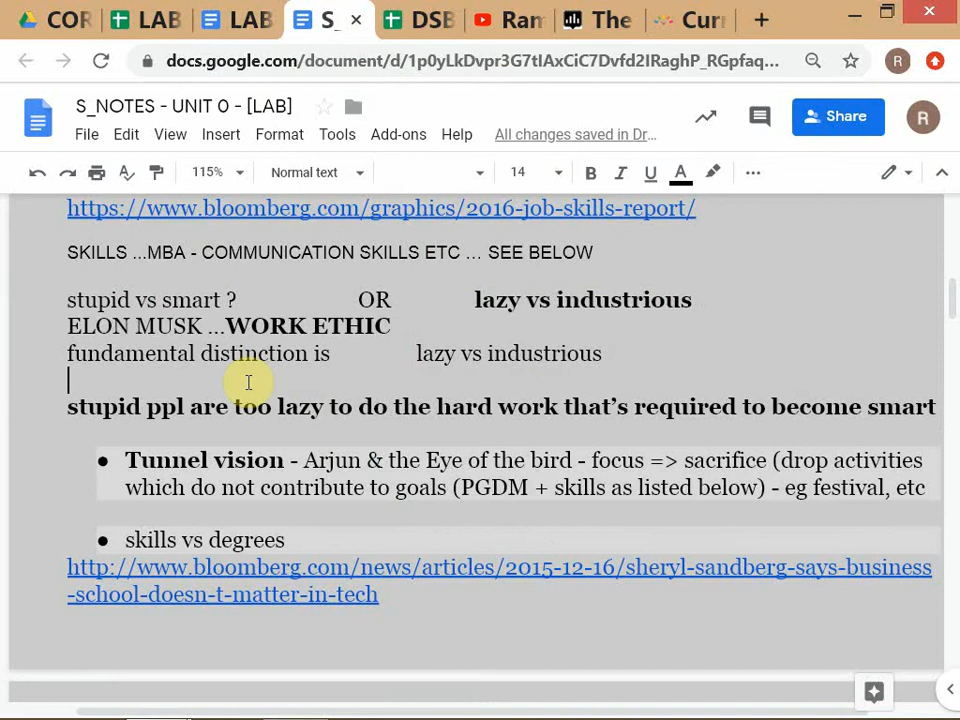 COR LAB LAB S_ DSB Ram The Curr
docs.google.com/document/d/1p0yLkDvpr3G7tIAxCiC7Dvfd2IRaghP_RGpfaq...
R
S_NOTES - UNIT 0 - [LAB]
Share
R
File Edit View Insert Format Tools Add-ons Help All changes saved in Dr...
115% Normal text 14 B I U A
https://www.bloomberg.com/graphics/2016-job-skills-report/
SKILLS ...MBA - COMMUNICATION SKILLS ETC ... SEE BELOW
stupid vs smart ? OR lazy vs industrious
ELON MUSK ...WORK ETHIC
fundamental distinction is lazy vs industrious
stupid ppl are too lazy to do the hard work that's required to become smart
● Tunnel vision - Arjun & the Eye of the bird - focus => sacrifice (drop activities
which do not contribute to goals (PGDM + skills as listed below) - eg festival, etc
● skills vs degrees
http://www.bloomberg.com/news/articles/2015-12-16/sheryl-sandberg-says-business
-school-doesn-t-matter-in-tech